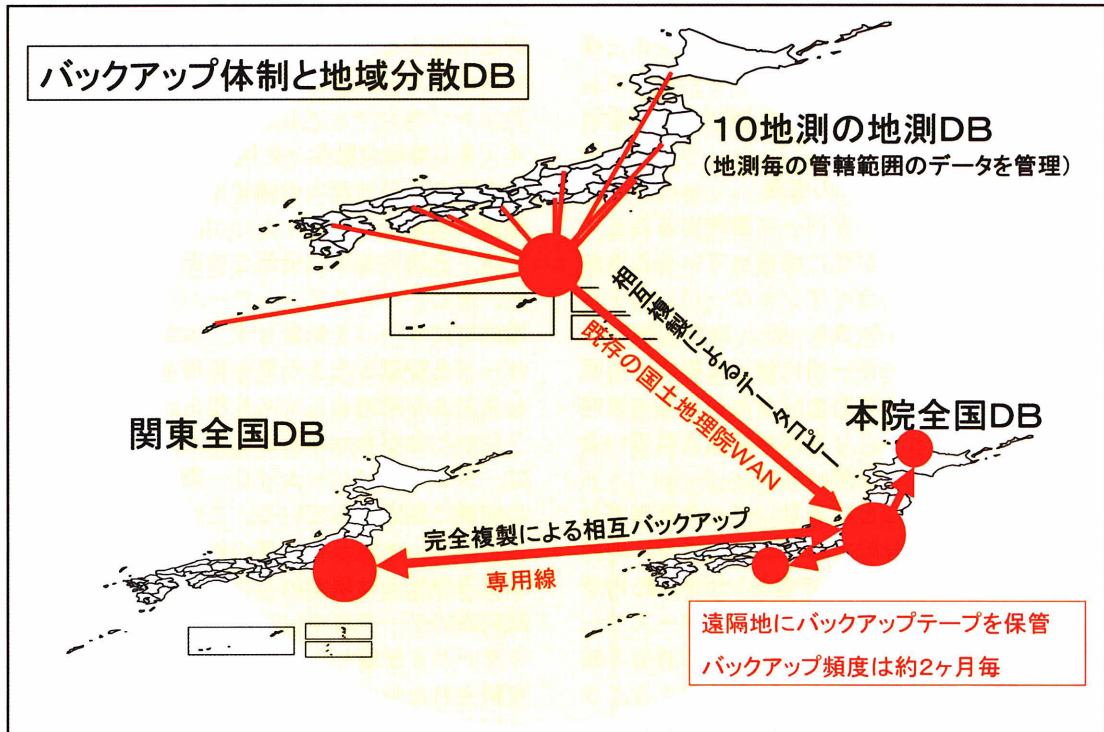 バックアップ体制と地域分散DB
10地測の地測DB
(地測毎の管轄範囲のデータを管理)
相互複製によるデータコピー
既存の国土地理院WAN
関東全国DB
本院全国DB
完全複製による相互バックアップ
専用線
遠隔地にバックアップテープを保管
バックアップ頻度は約2ヶ月毎